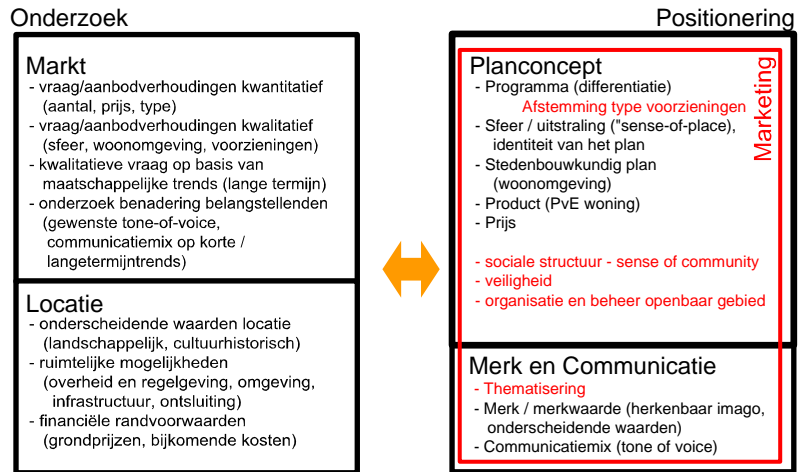 Onderzoek
Markt
- vraag/aanbodverhoudingen kwantitatief
(aantal, prijs, type)
- vraag/aanbodverhoudingen kwalitatief
(sfeer, woonomgeving, voorzieningen)
- kwalitatieve vraag op basis van
maatschappelijke trends (lange termijn)
- onderzoek benadering belangstellenden
(gewenste tone-of-voice,
communicatiemix op korte /
langetermijntrends)
Locatie
- onderscheidende waarden locatie
(landschappelijk, cultuurhistorisch)
- ruimtelijke mogelijkheden
(overheid en regelgeving, omgeving,
infrastructuur, ontsluiting)
- financiële randvoorwaarden
(grondprijzen, bijkomende kosten)
Positionering
Marketing
Planconcept
- Programma (differentiatie)
Afstemming type voorzieningen
- Sfeer / uitstraling ("sense-of-place),
identiteit van het plan
- Stedenbouwkundig plan
(woonomgeving)
- Product (PvE woning)
- Prijs
- sociale structuur - sense of community
- veiligheid
- organisatie en beheer openbaar gebied
Merk en Communicatie
- Thematisering
- Merk / merkwaarde (herkenbaar imago,
onderscheidende waarden)
- Communicatiemix (tone of voice)